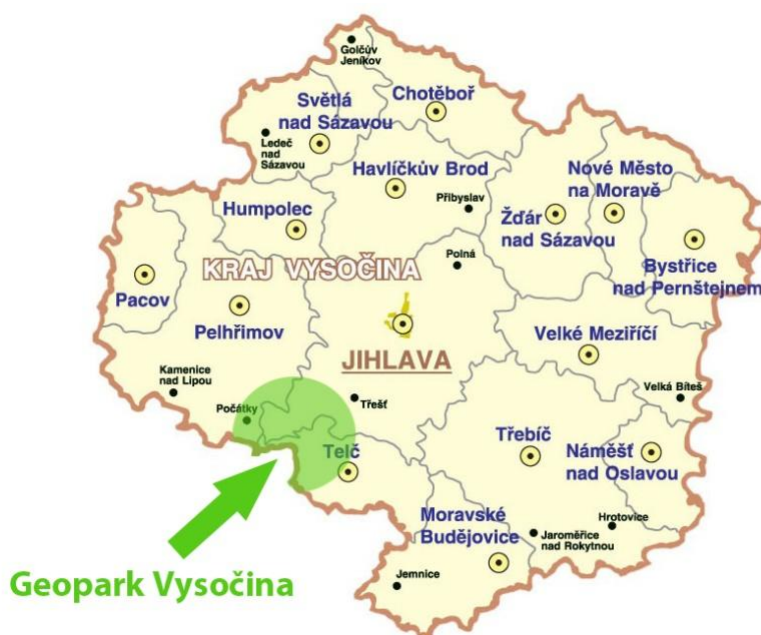 Golčův
Jeníkov
Světlá
nad Sázavou
Chotěboř
Ledeč
nad
Sázavou
Havlíčkův Brod
Nové Město
na Moravě
Přibyslav
Humpolec
Žďár
nad Sázavou
Polná
KRAJ VYSOČINA
Bystřice
nad Pernštejnem
Pacov
Pelhřimov
Velké Meziříčí
JIHLAVA
Kamenice
nad Lipou
Velká Bíteš
Počátky
Třešť
Telč
Třebíč
Náměšť
nad Oslavou
Moravské
Budějovice
Hrotovice
Jaroměřice
nad Rokytnou
Jemnice
Geopark Vysočina